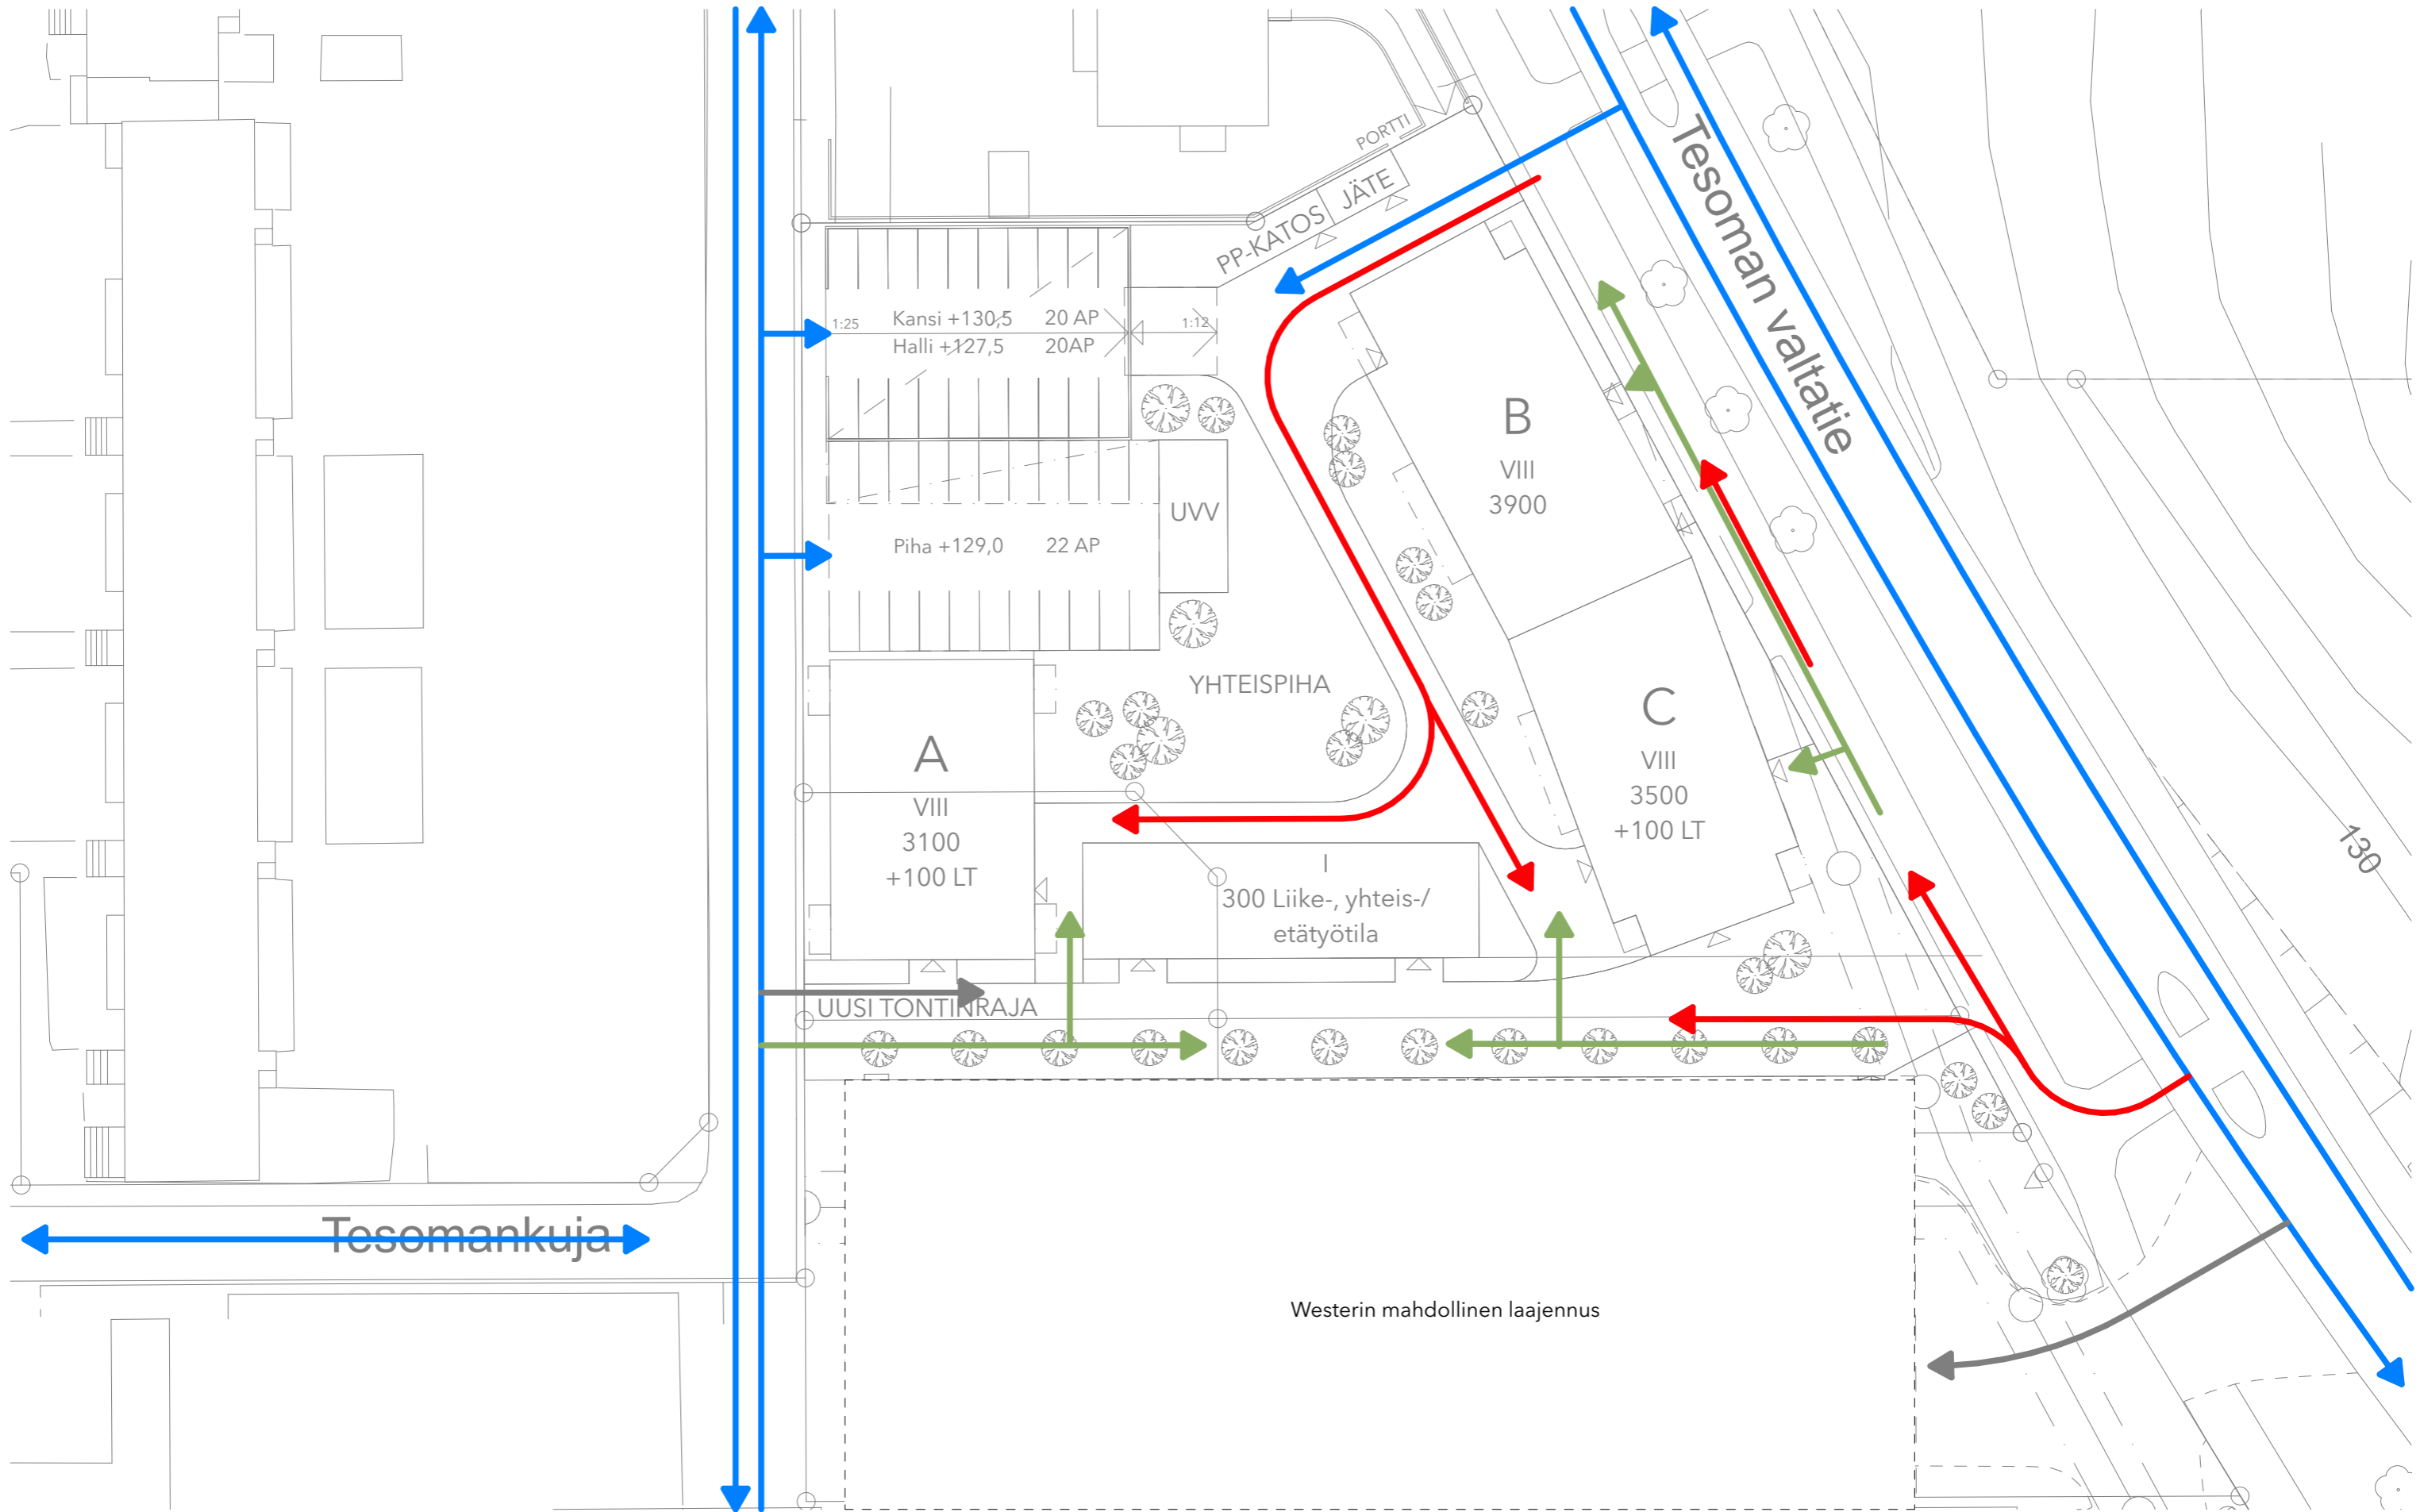 PORTTI
JÄTE
PP-KATOS
Tesoman valtatie
1:25
Kansi +130,5 20 AP
1:12
Halli +127,5 20AP
B
VIII
3900
UVV
Piha +129,0 22 AP
YHTEISPIHA
A
VIII
3100
+100 LT
C
VIII
3500
+100 LT
130
I
300 Liike-, yhteis-/
etätyötila
UUSI TONTINRAJA
Tesomankuja
Westerin mahdollinen laajennus